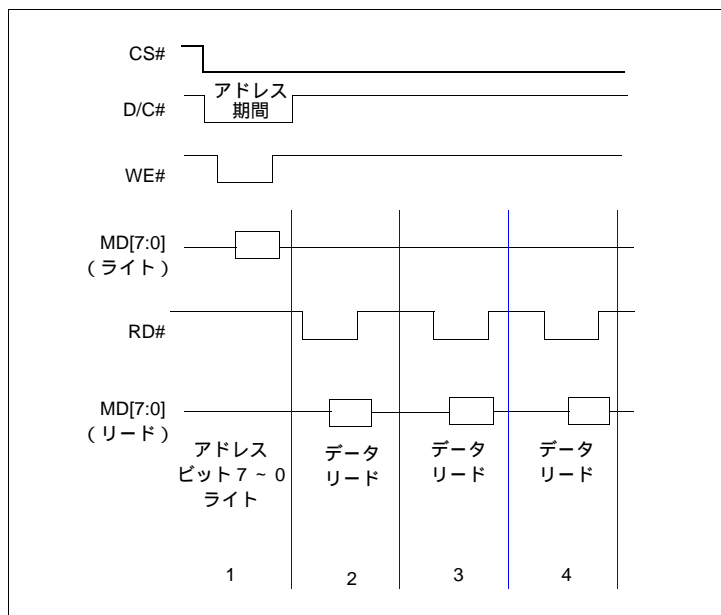 CS#
アドレス
期間
D/C#
WE#
MD[7:0]
(ライト)
RD#
MD[7:0]
(リード)
アドレス
ビット7~0
ライト
データ
リード
データ
リード
データ
リード
1
2
3
4